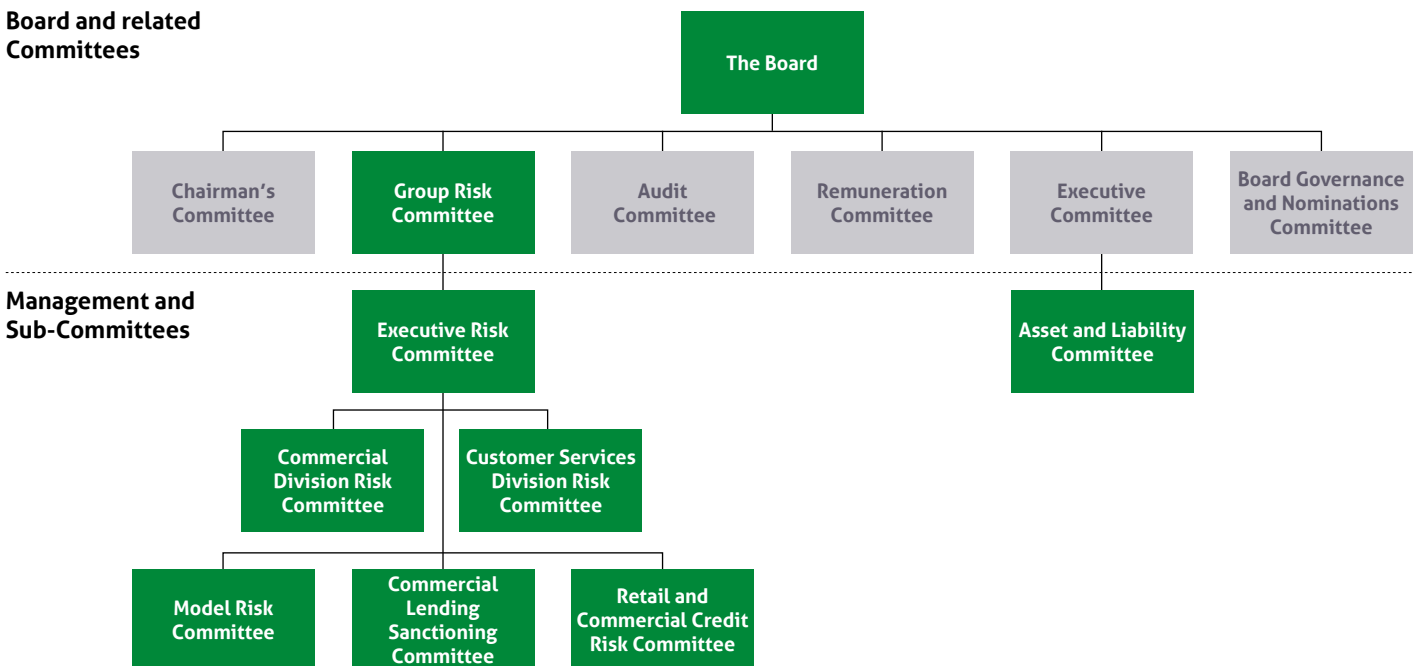 Board and related
Committees
The Board
Chairman's
Committee
Group Risk
Committee
Audit
Committee
Remuneration
Committee
Executive
Committee
Board Governance
and Nominations
Committee
Management and
Sub-Committees
Executive Risk
Committee
Asset and Liability
Committee
Commercial
Division Risk
Committee
Customer Services
Division Risk
Committee
Model Risk
Committee
Commercial
Lending
Sanctioning
Committee
Retail and
Commercial Credit
Risk Committee